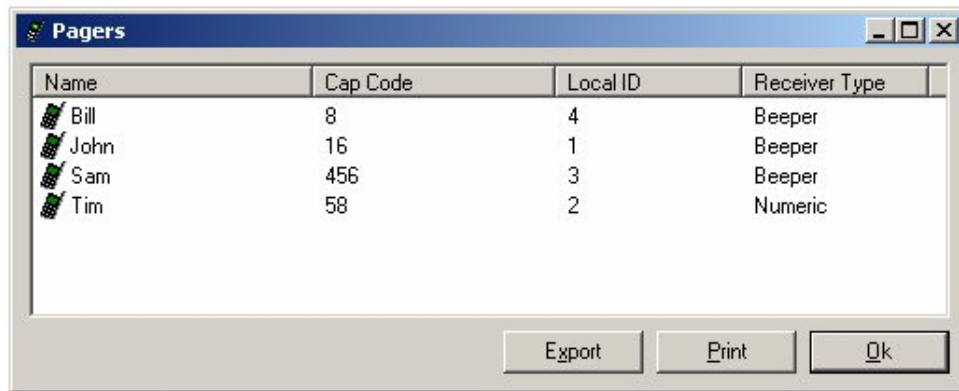 Pagers
Name Cap Code Local ID Receiver Type
Bill 8 4 Beeper
John 16 1 Beeper
Sam 456 3 Beeper
Tim 58 2 Numeric
Export Print Ok